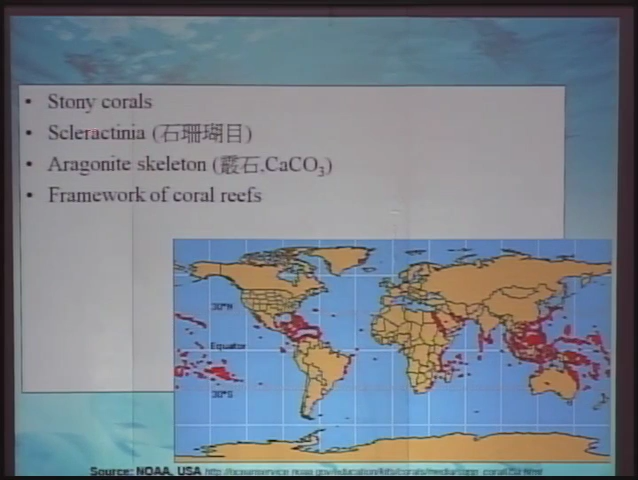 • Stony corals
• Scleractinia (石珊瑚目)
• Aragonite skeleton (霰石,CaCO3)
• Framework of coral reefs
30°N
Equator
30°S
Source: NOAA, USA